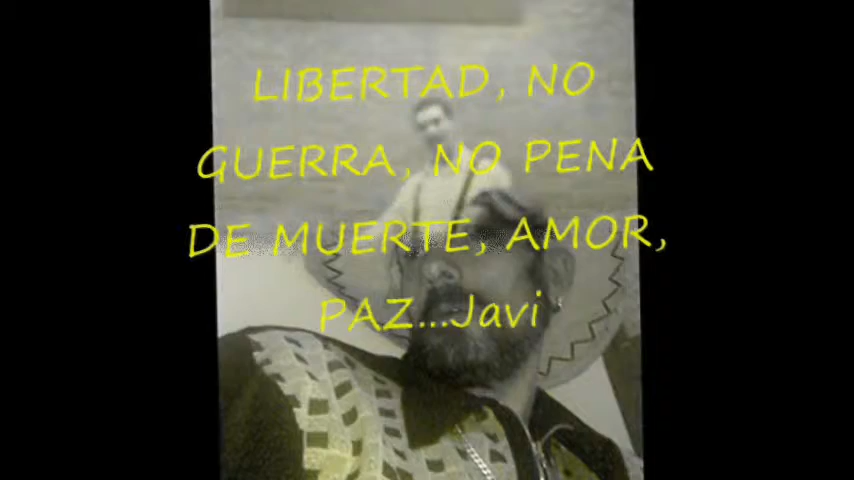 LIBERTAD, NO
GUERRA, NO PENA
DE MUERTE, AMOR,
PAZ...Javi